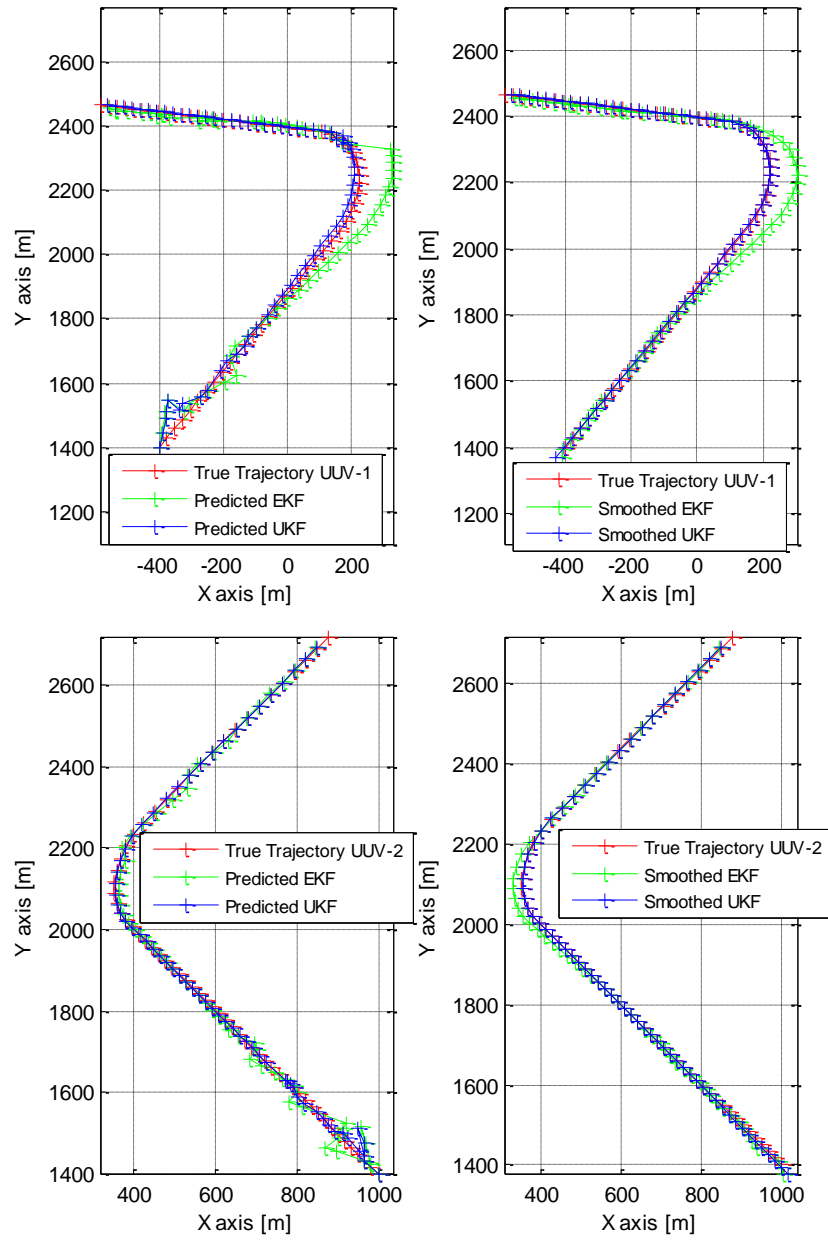 2600
2400
2200
2000
1800
1600
1400
1200
Y axis [m]
-400 -200 0 200
X axis [m]
True Trajectory UUV-1
Predicted EKF
Predicted UKF
2600
2400
2200
2000
1800
1600
1400
1200
Y axis [m]
-400 -200 0 200
X axis [m]
True Trajectory UUV-1
Smoothed EKF
Smoothed UKF
2600
2400
2200
2000
1800
1600
1400
Y axis [m]
400 600 800 1000
X axis [m]
True Trajectory UUV-2
Predicted EKF
Predicted UKF
2600
2400
2200
2000
1800
1600
1400
Y axis [m]
400 600 800 1000
X axis [m]
True Trajectory UUV-2
Smoothed EKF
Smoothed UKF